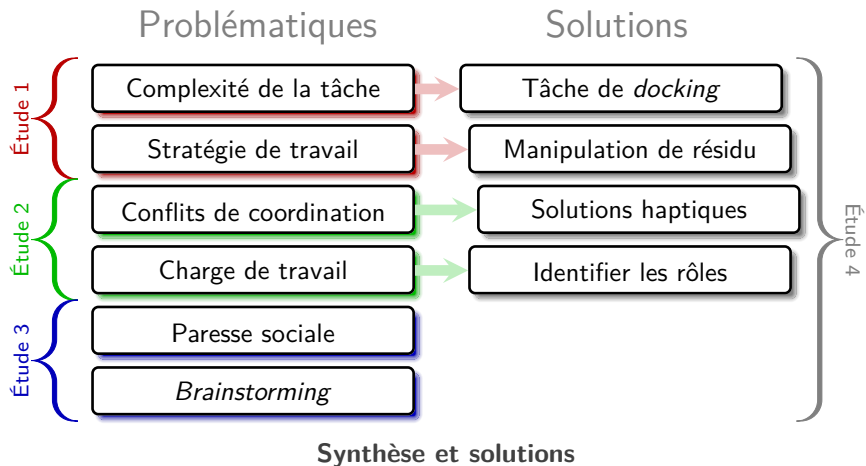 Problématiques
Solutions
Étude 1
Complexité de la tâche
Tâche de docking
Stratégie de travail
Manipulation de résidu
Étude 2
Conflits de coordination
Solutions haptiques
Charge de travail
Identifier les rôles
Étude 3
Paresse sociale
Brainstorming
Étude 4
Synthèse et solutions